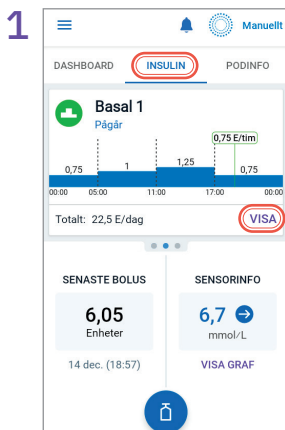 1
Manuellt
DASHBOARD INSULIN PODINFO
Basal 1
Pågår
0,75 E/tim
0,75 1 1,25 0,75
00:00 05:00 11:00 17:00 00:00
Totalt: 22,5 E/dag VISA
SENASTE BOLUS SENSORINFO
6,05 6,7
Enheter mmol/L
14 dec. (18:57) VISA GRAF